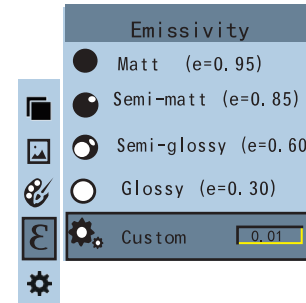 Emissivity
Matt (e=0.95)
Semi-matt (e=0.85)
Semi-glossy (e=0.60
Glossy (e=0.30)
ε
Custom 0.01